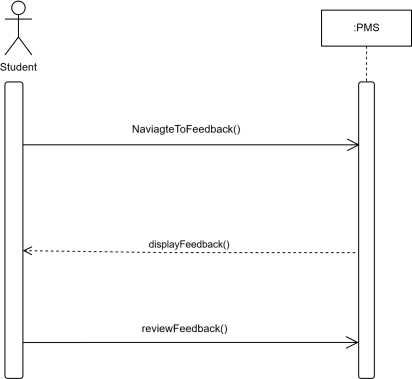 :PMS
Student
NaviagteToFeedback()
displayFeedback()
reviewFeedback()